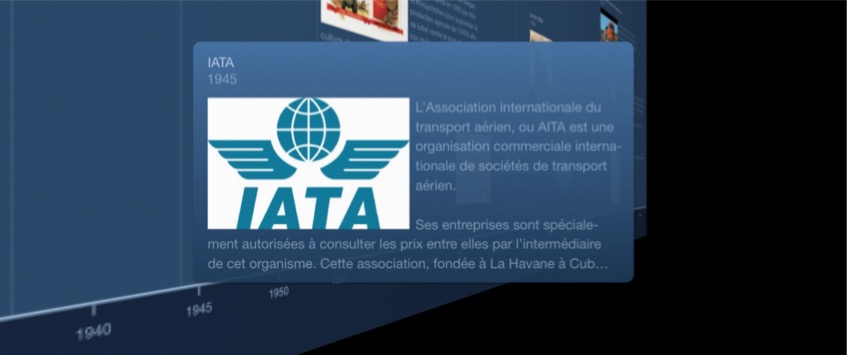 IATA
1945
IATA
L'Association internationale du
transport aérien, ou AITA est une
organisation commerciale interna-
tionale de sociétés de transport
aérien.
Ses entreprises sont spéciale-
ment autorisées à consulter les prix entre elles par l'intermédiaire
de cet organisme. Cette association, fondée à La Havane à Cub…
1940
1945
1950